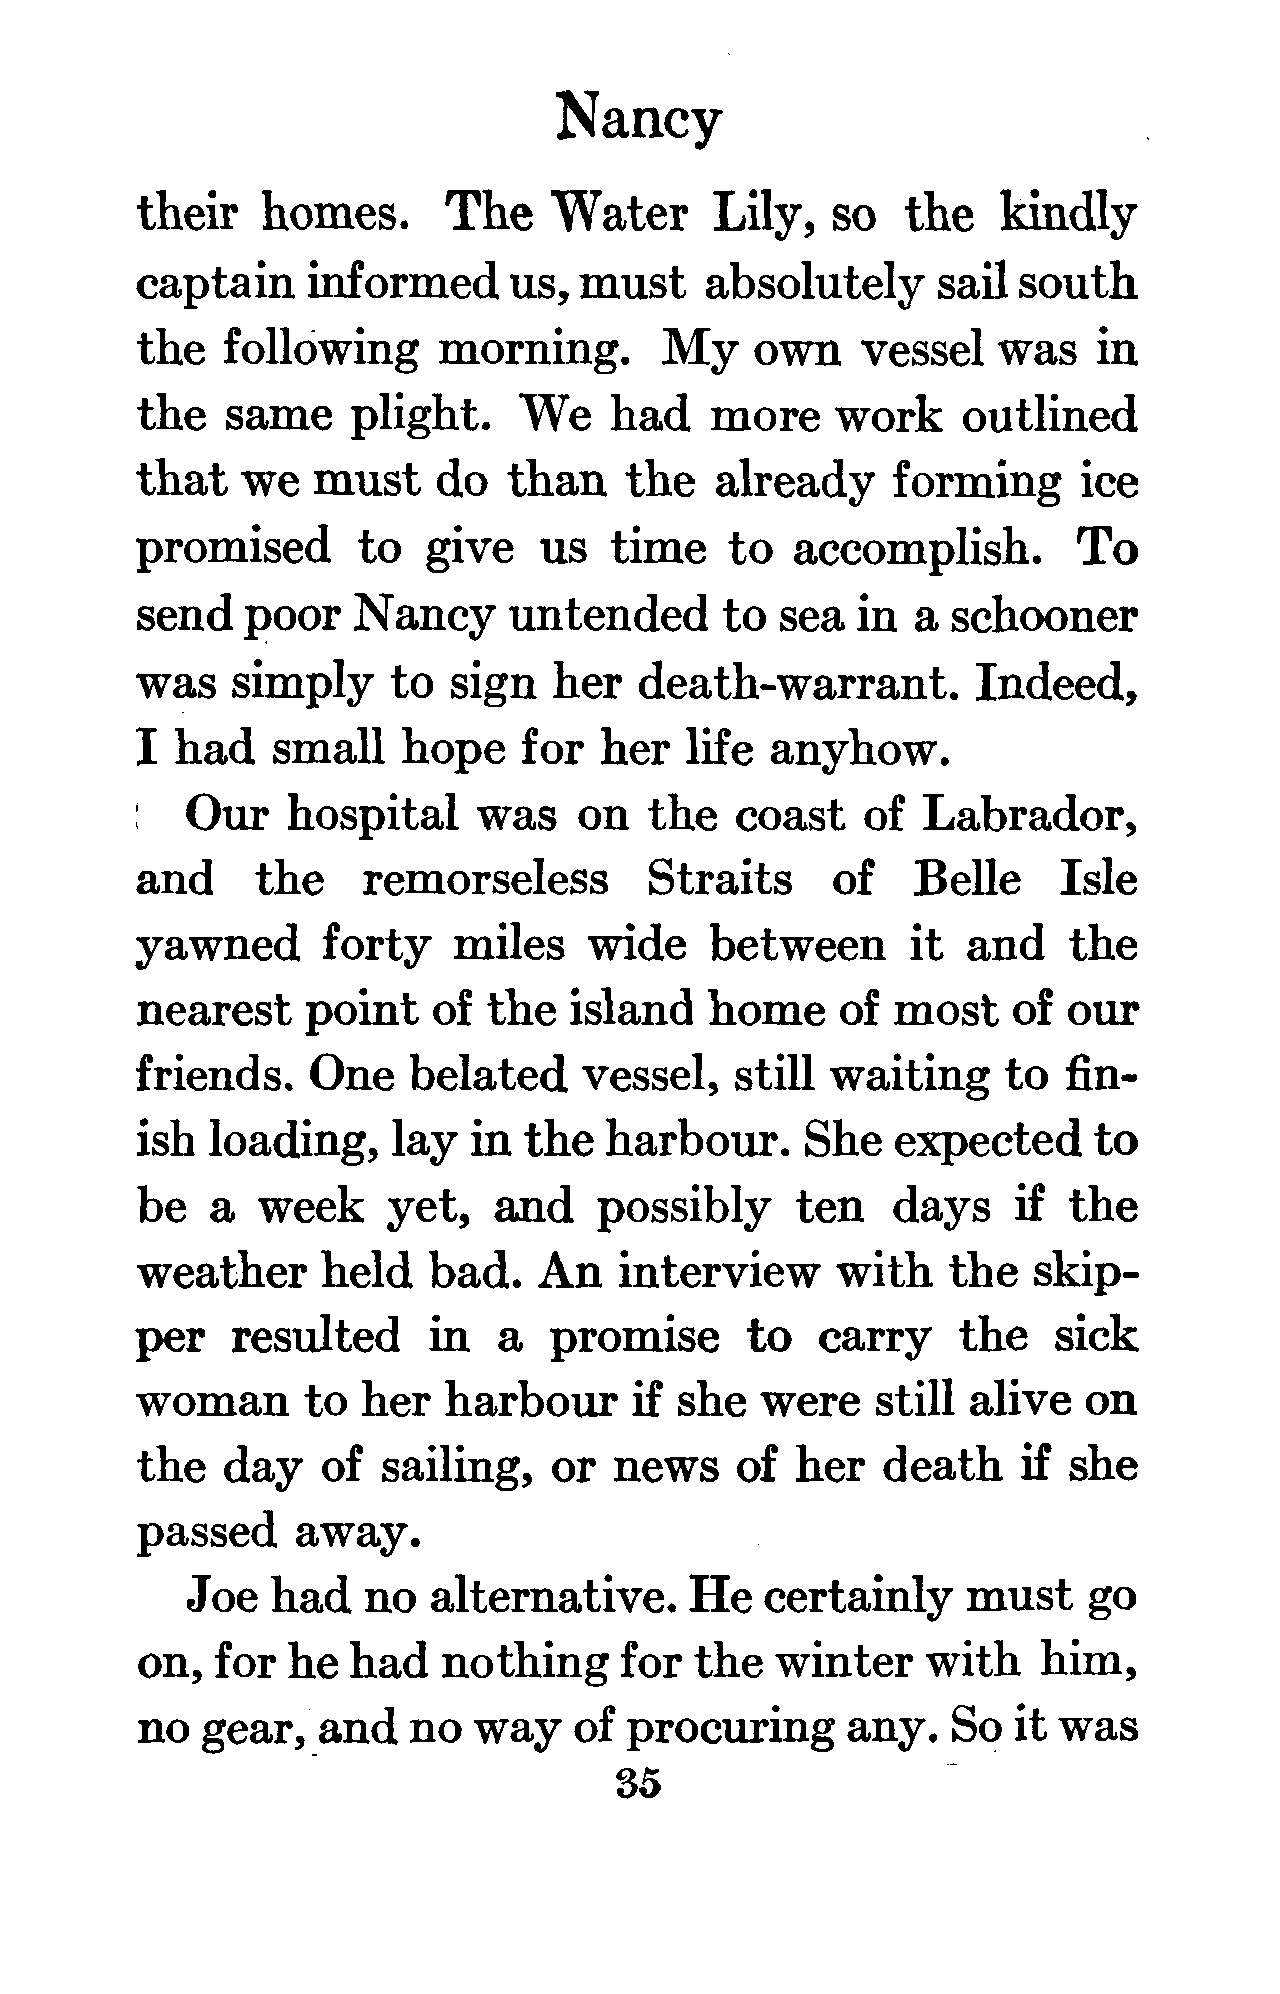 Nancy
their homes. The Water Lily, so the kindly
captain informed us, must absolutely sail south
the following morning. My own vessel was in
the same plight. We had more work outlined
that we must do than the already forming ice
promised to give us time to accomplish. To
send poor Nancy untended to sea in a schooner
was simply to sign her death-warrant. Indeed,
I had small hope for her life anyhow.
Our hospital was on the coast of Labrador,
and the remorseless Straits of Belle Isle
yawned forty miles wide between it and the
nearest point of the island home of most of our
friends. One belated vessel, still waiting to fin-
ish loading, lay in the harbour. She expected to
be a week yet, and possibly ten days if the
weather held bad. An interview with the skip-
per resulted in a promise to carry the sick
woman to her harbour if she were still alive on
the day of sailing, or news of her death if she
passed away.
Joe had no alternative. He certainly must go
on, for he had nothing for the winter with him,
no gear, and no way of procuring any. So it was
35